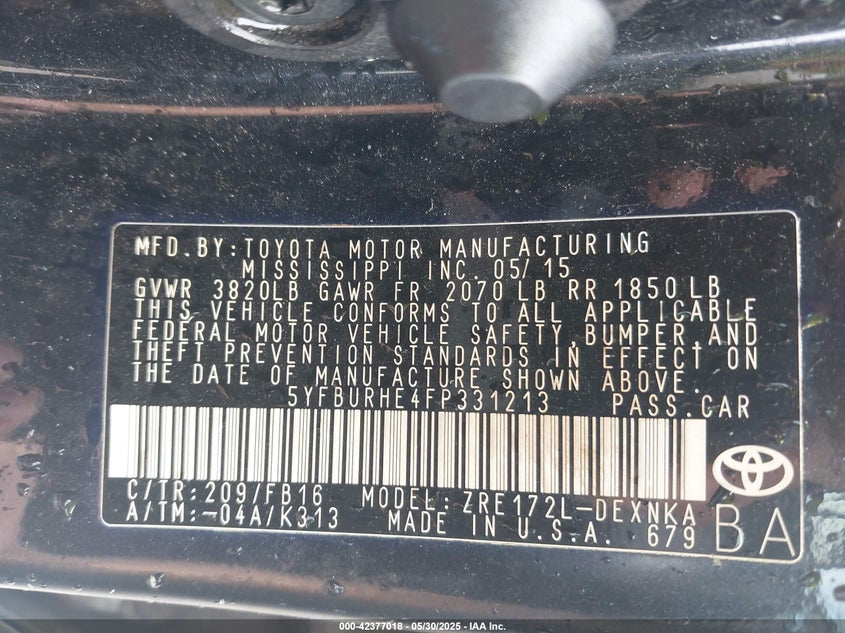 MFD.BY:TOYOTA MOTOR MANUFACTURING
MISSISSIPPI INC. 05/15
GVWR 3820LB GAWR FR 2070 LB RR 1850LB
THIS VEHICLE CONFORMS TO ALL APPLICABLE
FEDERAL MOTOR VEHICLE SAFETY,BUMPER,AND
THEFT PREVENTION STANDARDS IN EFFECT ON
THE DATE OF MANUFACTURE SHOWN ABOVE.
5YFBURHE4FP331213 PASS.CAR
C/TR:209/FB16 MODEL:ZRE172L-DEXNKA
A/TM:-04A/K313 MADE IN U.S.A. 679
BA
000-42377018 - 05/30/2025 - IAA Inc.